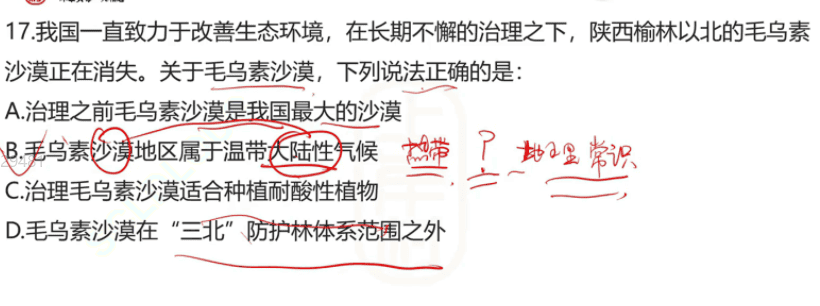 17.我国一直致力于改善生态环境，在长期不懈的治理之下，陕西榆林以北的毛乌素
沙漠正在消失。关于毛乌素沙漠，下列说法正确的是：
A.治理之前毛乌素沙漠是我国最大的沙漠
B.毛乌素沙漠地区属于温带大陆性气候 热带 ？ 地理常识
C.治理毛乌素沙漠适合种植耐酸性植物
D.毛乌素沙漠在“三北”防护林体系范围之外